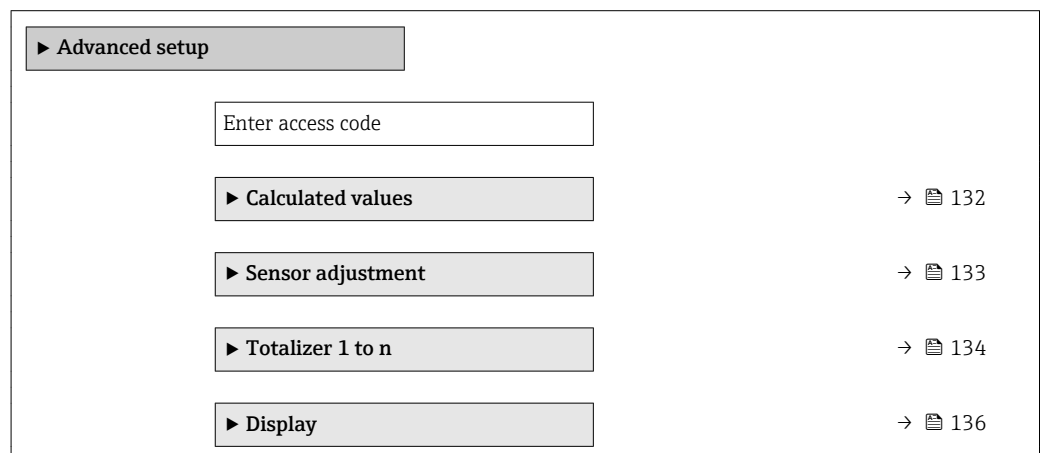 ▶ Advanced setup
Enter access code
▶ Calculated values → 132
▶ Sensor adjustment → 133
▶ Totalizer 1 to n → 134
▶ Display → 136